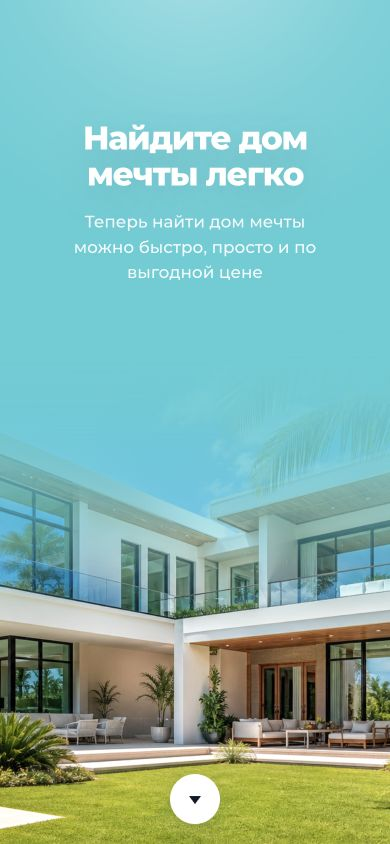 Найдите дом
мечты легко
Теперь найти дом мечты
можно быстро, просто и по
выгодной цене